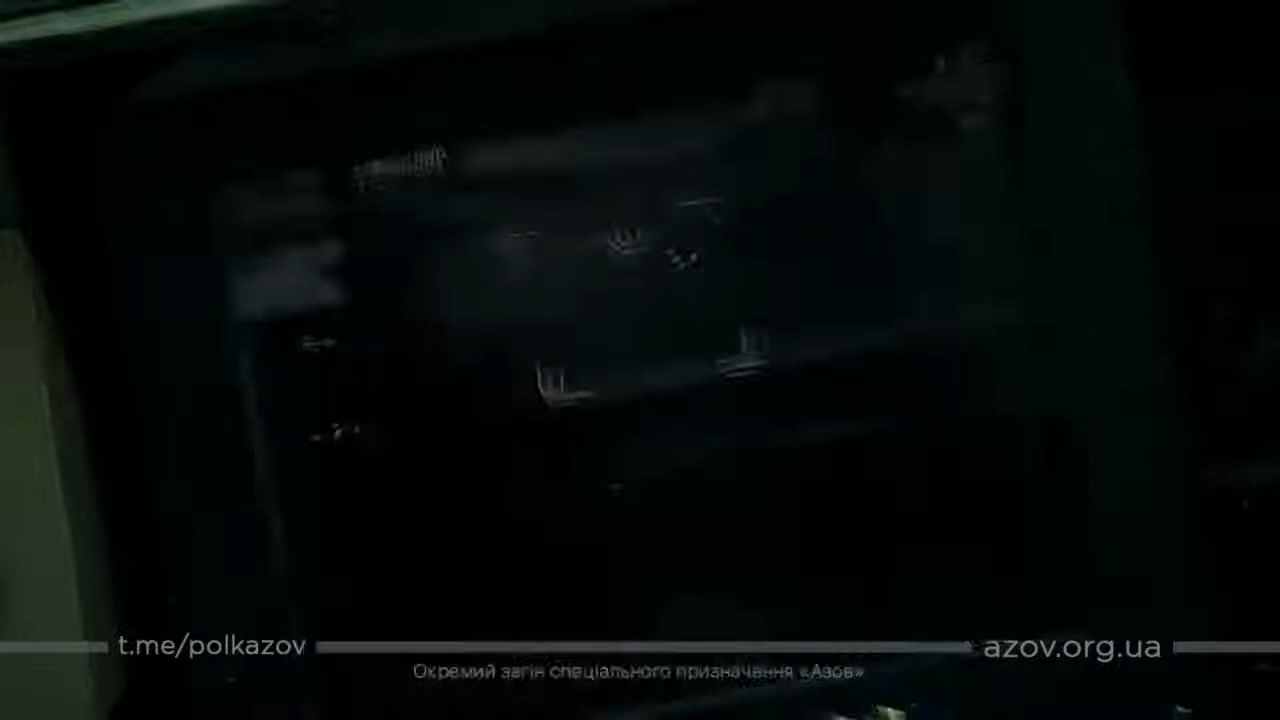 t.me/polkazov azov.org.ua
Окремий загін спеціального призначення «Азов»